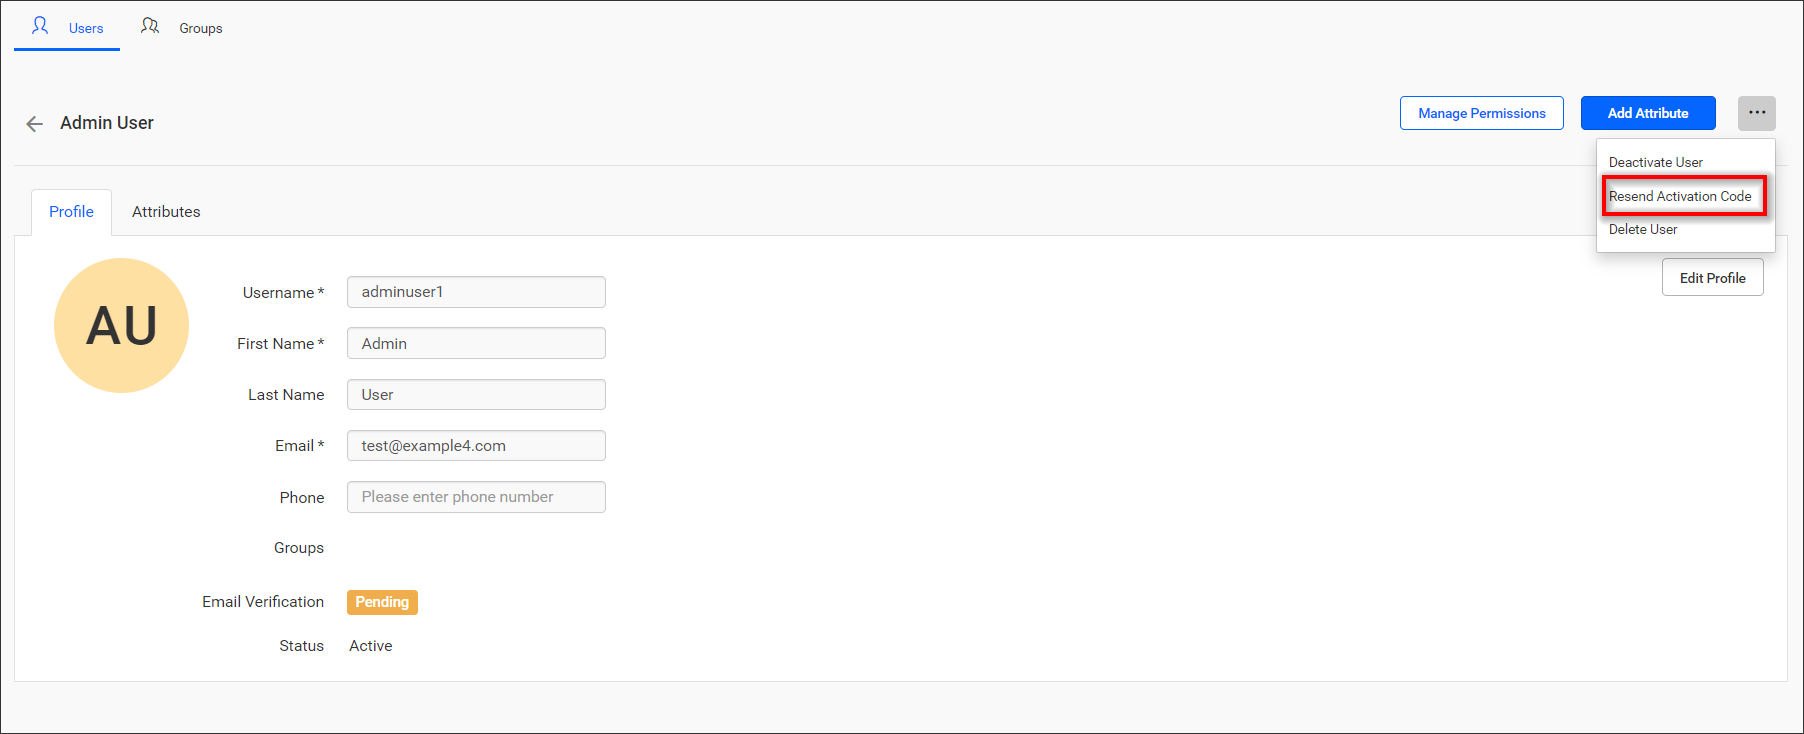 Users Groups
Admin User
Manage Permissions Add Attribute ...
Deactivate User
Resend Activation Code
Delete User
Profile Attributes
Edit Profile
AU
Username * adminuser1
First Name * Admin
Last Name User
Email * test@example4.com
Phone Please enter phone number
Groups
Email Verification Pending
Status Active